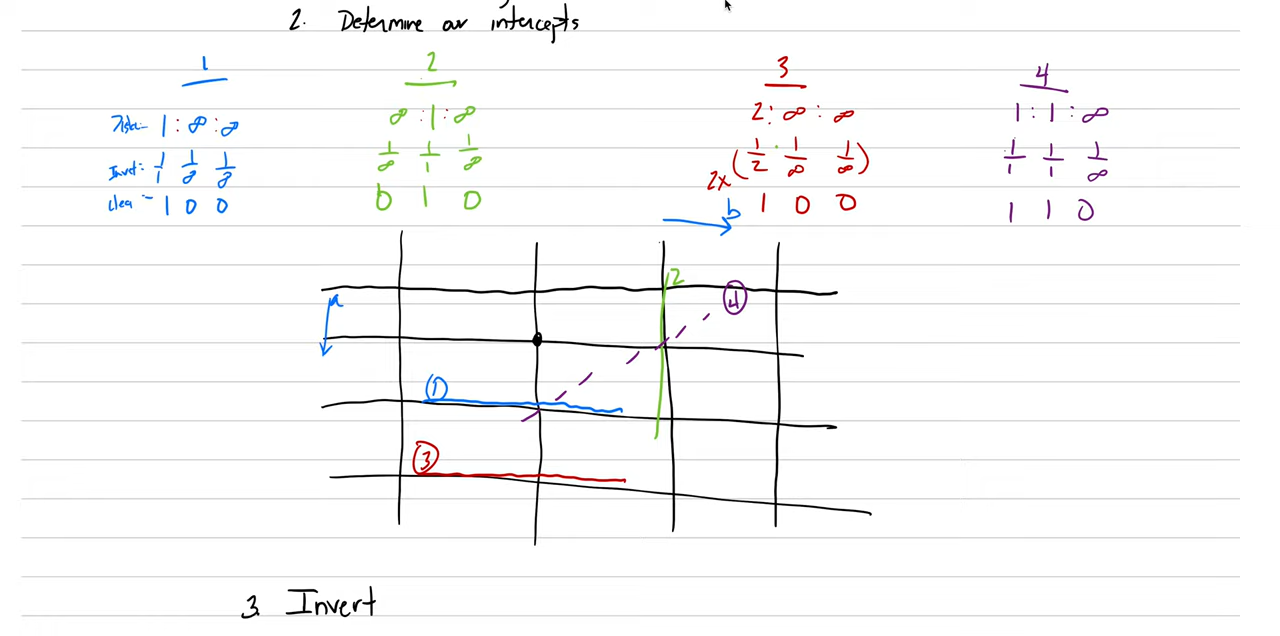 2. Determine our intercepts
1
1 : ∞ : ∞
Invert: 1/1 1/∞ 1/∞
Clear: 1 0 0
2
∞ : 1 : ∞
1/∞ 1/1 1/∞
0 1 0
3
2 : ∞ : ∞
2x (1/2 1/∞ 1/∞)
1 0 0
4
1 : 1 : ∞
1/1 1/1 1/∞
1 1 0
b
a
2
4
1
3
3. Invert